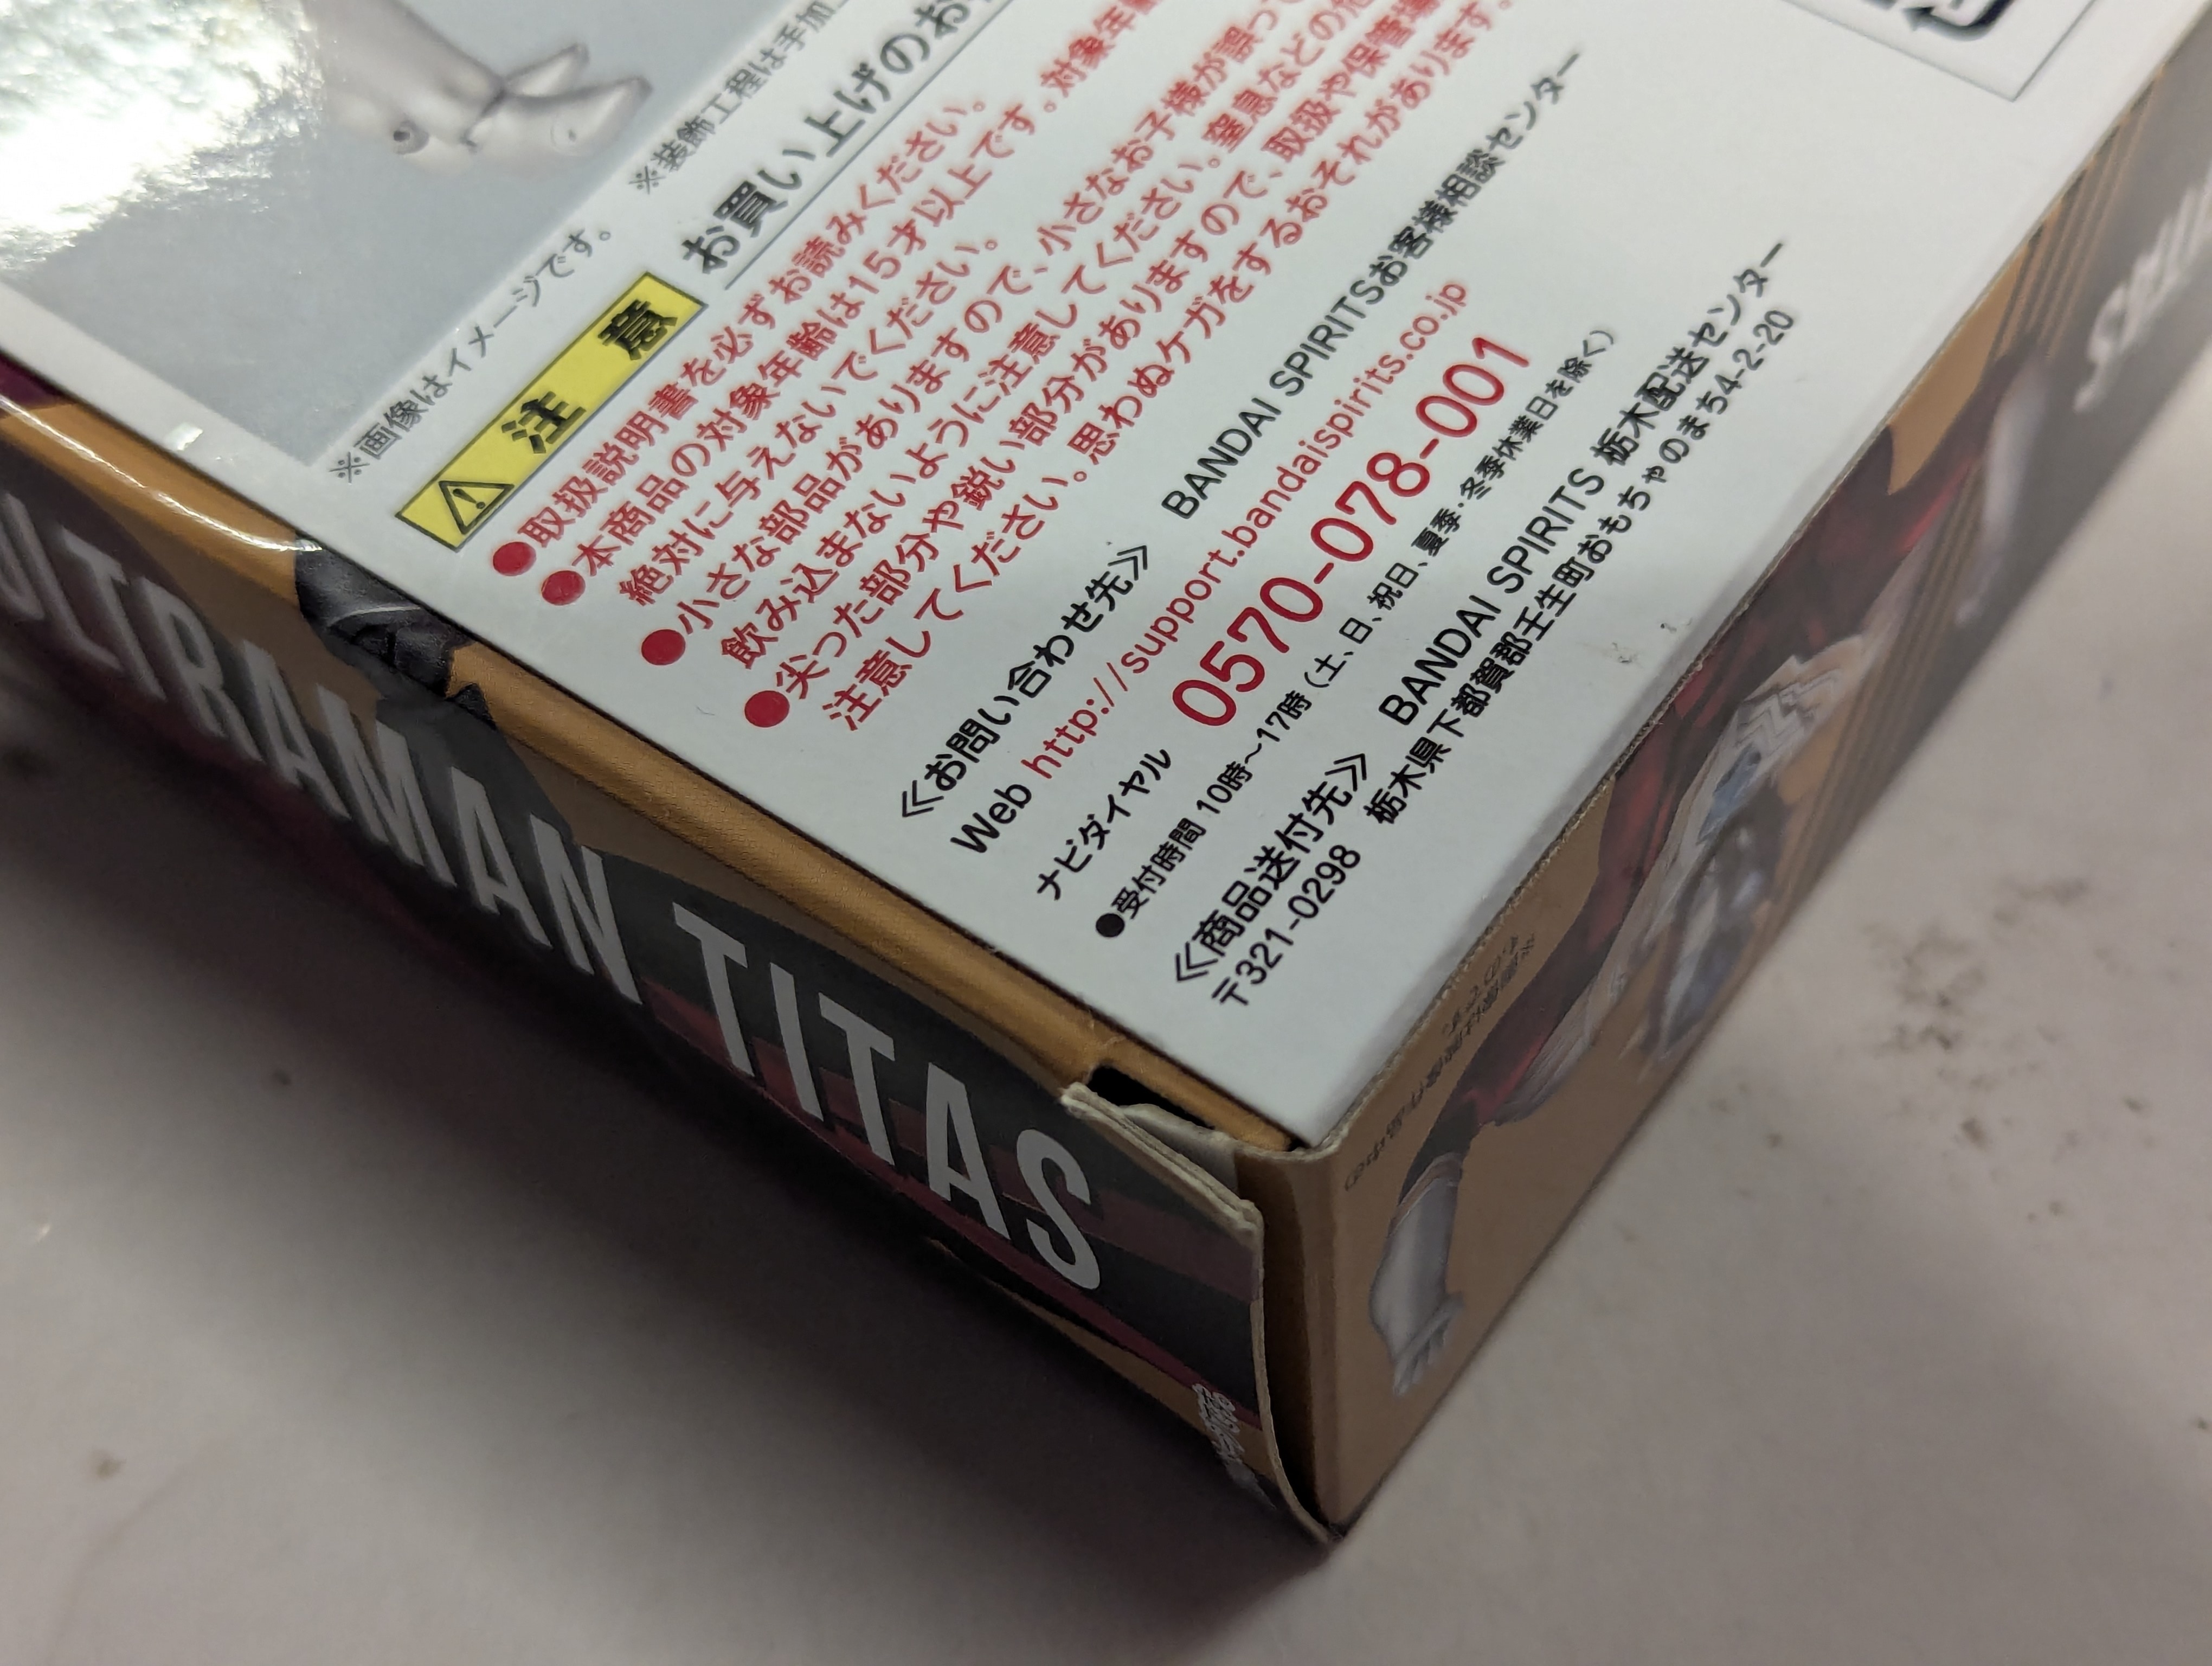 ※画像はイメージです。
※装飾工程は手加
注意
お買い上げのお
●取扱説明書を必ずお読みください。
●本商品の対象年齢は15才以上です。対象年
絶対に与えないでください。
●小さな部品がありますので、小さなお子様が誤っ
飲み込まないように注意してください。窒息などの危
●尖った部分や鋭い部分がありますので、取扱や保管場
注意してください。思わぬケガをするおそれがあります。
《お問い合わせ先》 BANDAI SPIRITSお客様相談センター
Web http://support.bandaispirits.co.jp
ナビダイヤル 0570-078-001
●受付時間 10時～17時（土、日、祝日、夏季・冬季休業日を除く）
《商品送付先》 BANDAI SPIRITS 栃木配送センター
〒321-0298 栃木県下都賀郡壬生町おもちゃのまち4-2-20
ULTRAMAN TITAS